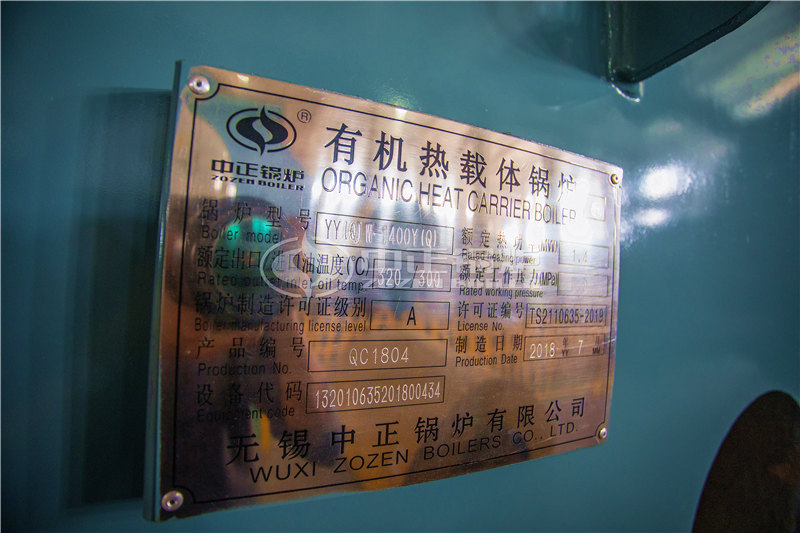 ®
中正锅炉
ZOZEN BOILER
有机热载体锅炉
ORGANIC HEAT CARRIER BOILER
锅炉型号
Boiler model
额定热功率(MW) 1.4
Rated heating power
额定出口/进口油温度(℃) 320 300
Rated outlet/inlet oil temp
额定工作压力(MPa)
Rated working pressure
锅炉制造许可证级别 A
Boiler manufacturing license level
许可证编号 TS2110635-2018
License No.
产品编号 QC1804
Production No.
制造日期 2018 年 7
Production Date
设备代码 132010635201800434
Equipment code
无锡中正锅炉有限公司
WUXI ZOZEN BOILERS CO., LTD.